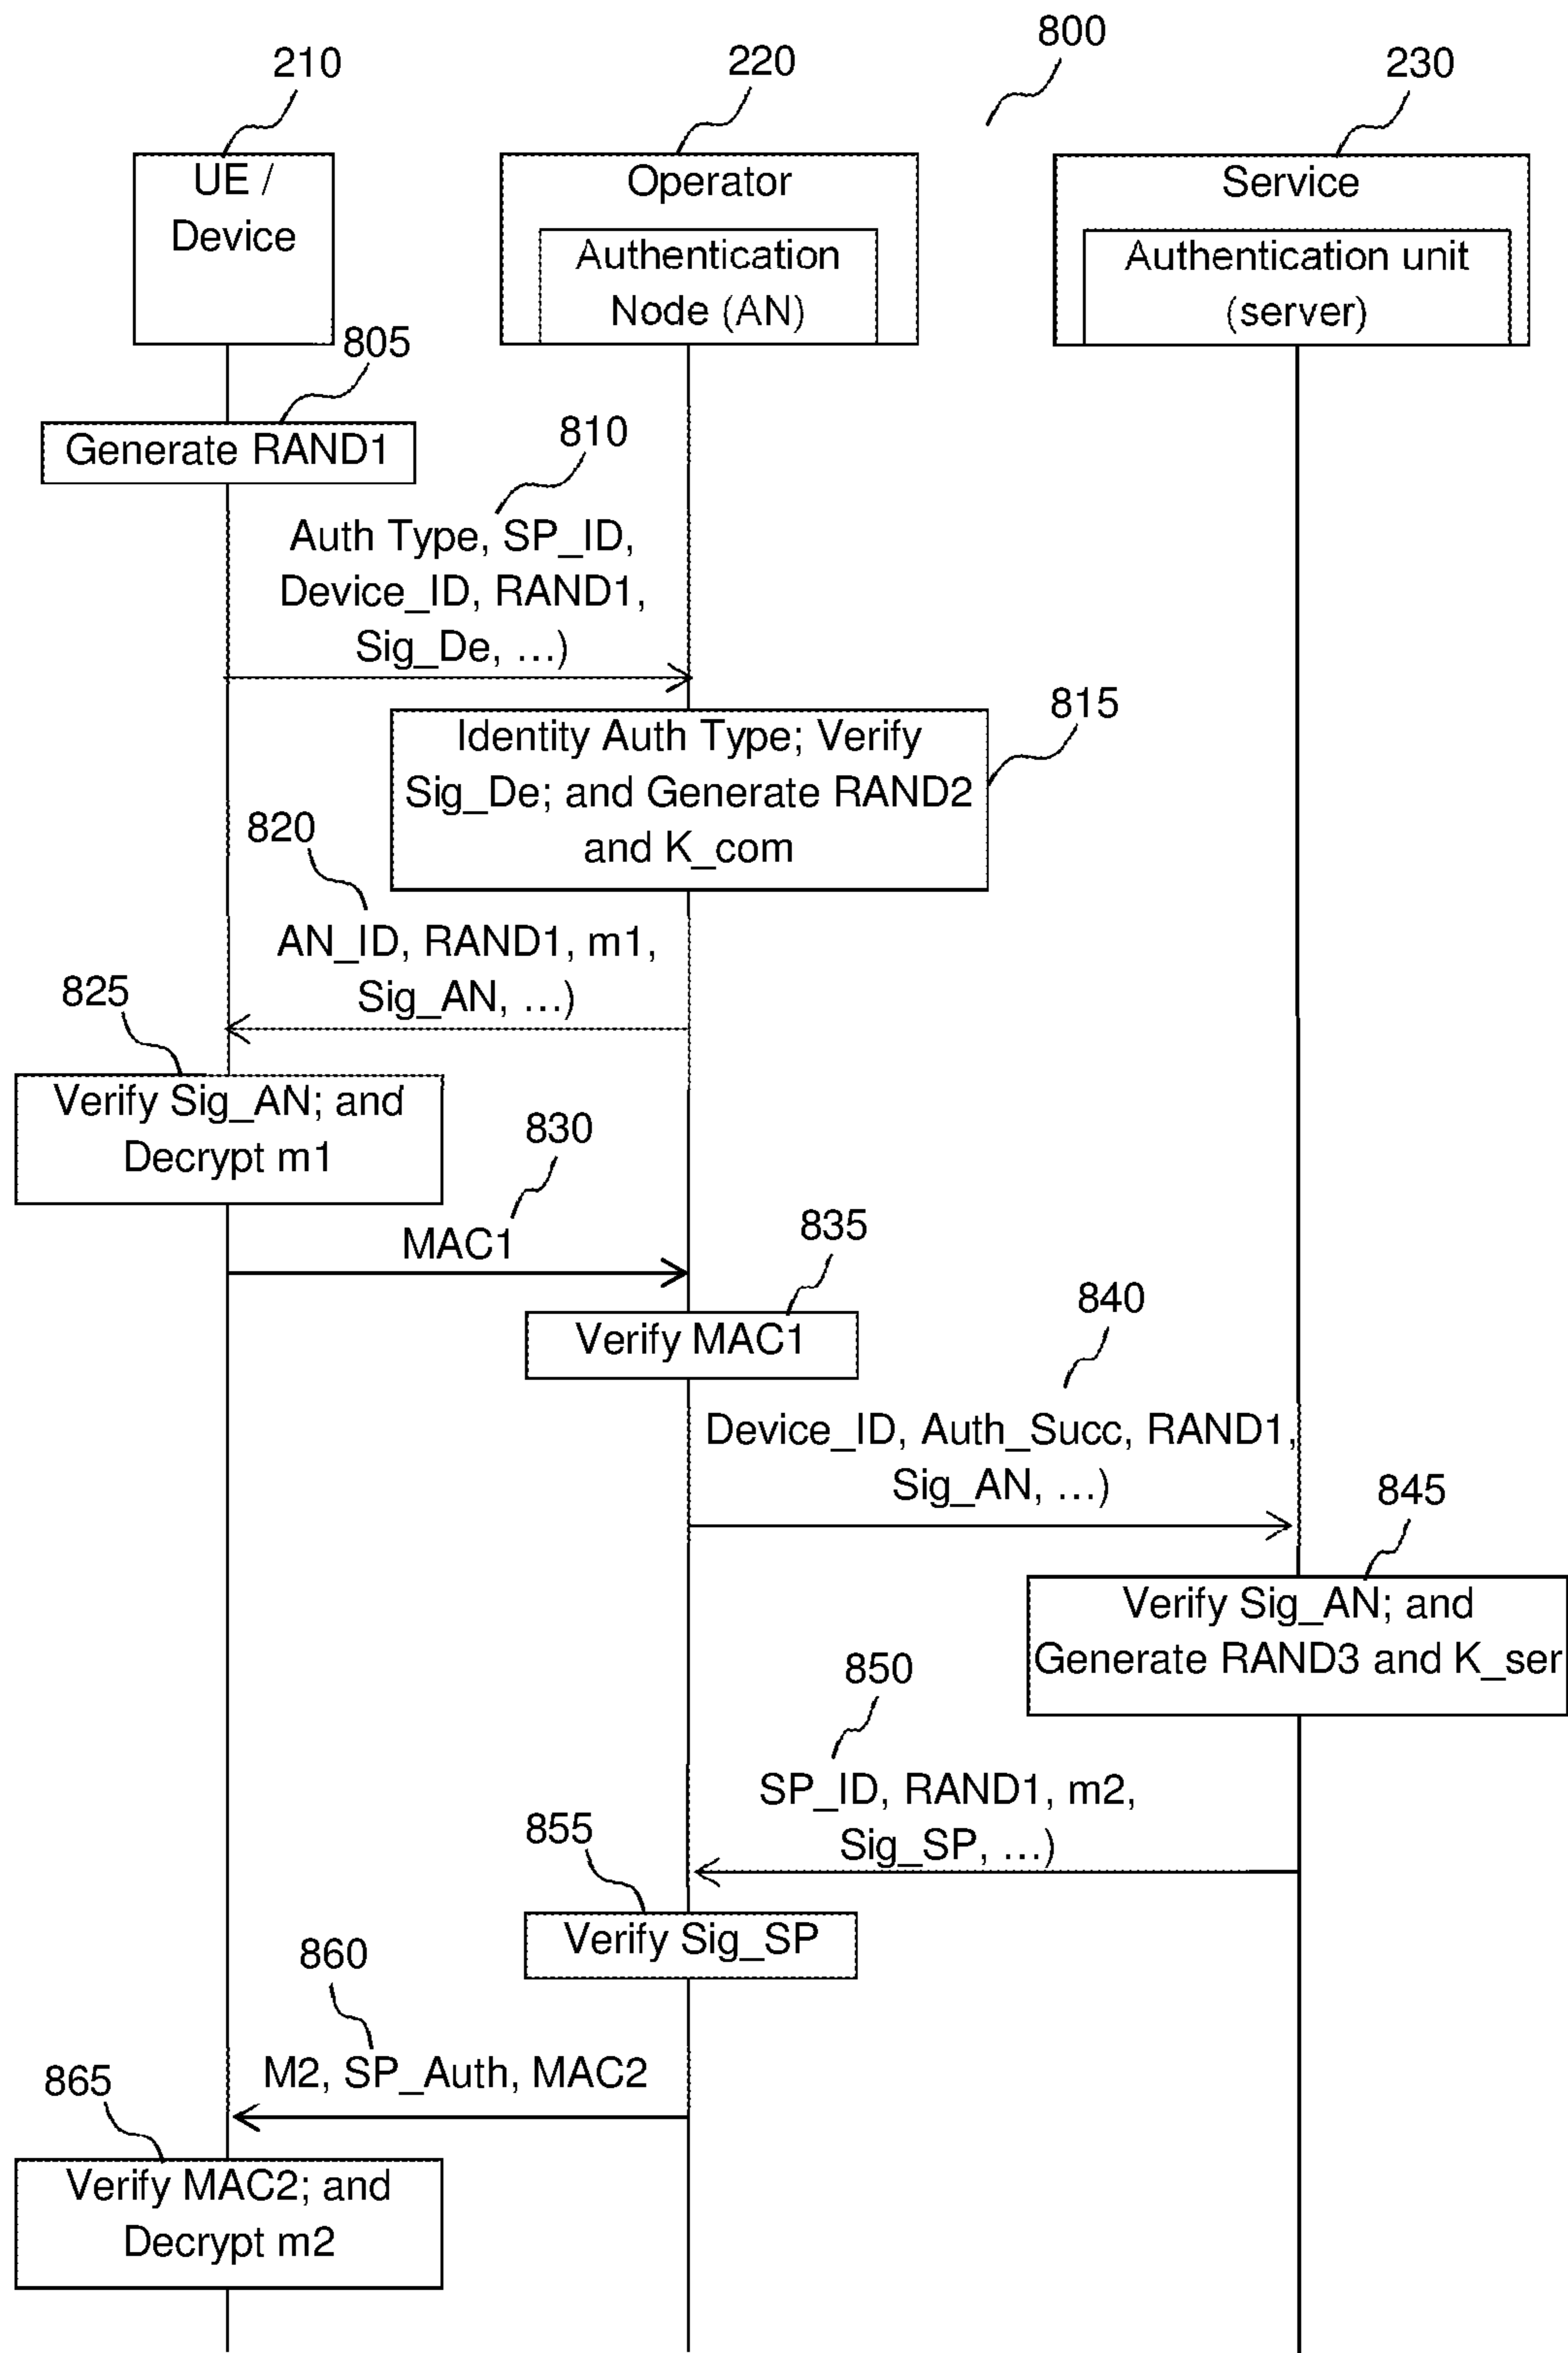 800
210
220
230
UE /
Device
Operator
Authentication
Node (AN)
Service
Authentication unit
(server)
805
Generate RAND1
810
Auth Type, SP_ID,
Device_ID, RAND1,
Sig_De, ...)
815
Identity Auth Type; Verify
Sig_De; and Generate RAND2
and K_com
820
AN_ID, RAND1, m1,
Sig_AN, ...)
825
Verify Sig_AN; and
Decrypt m1
830
MAC1
835
Verify MAC1
840
Device_ID, Auth_Succ, RAND1,
Sig_AN, ...)
845
Verify Sig_AN; and
Generate RAND3 and K_ser
850
SP_ID, RAND1, m2,
Sig_SP, ...)
855
Verify Sig_SP
860
M2, SP_Auth, MAC2
865
Verify MAC2; and
Decrypt m2